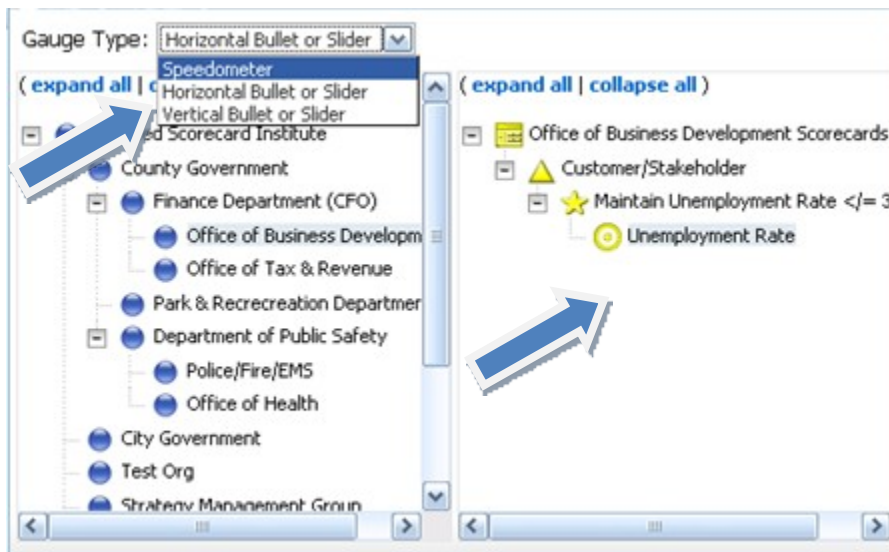 Gauge Type: Horizontal Bullet or Slider
Speedometer
Horizontal Bullet or Slider
Vertical Bullet or Slider
( expand all |
Scorecard Institute
County Government
Finance Department (CFO)
Office of Business Developm
Office of Tax & Revenue
Park & Recrecreation Departmer
Department of Public Safety
Police/Fire/EMS
Office of Health
City Government
Test Org
Strategy Management Group
( expand all | collapse all )
Office of Business Development Scorecards
Customer/Stakeholder
Maintain Unemployment Rate </= 3
Unemployment Rate